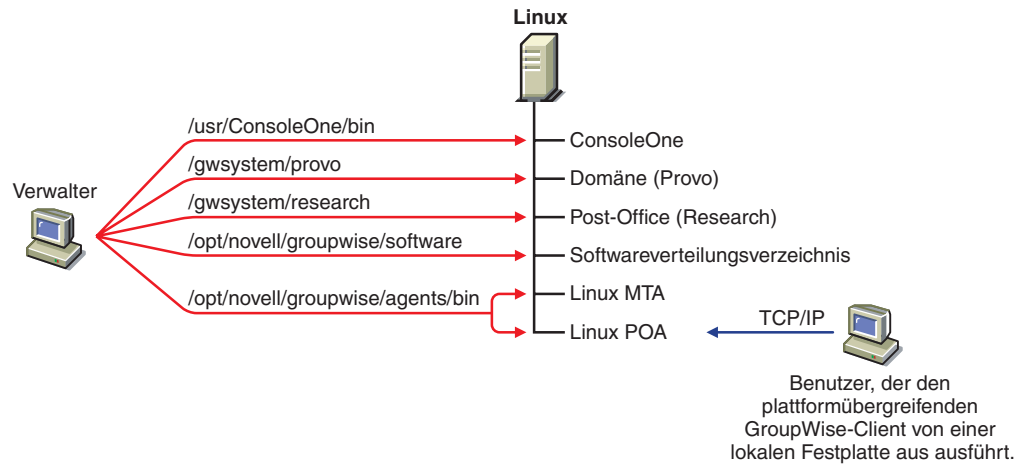 Linux
/usr/ConsoleOne/bin
ConsoleOne
/gwsystem/provo
Domäne (Provo)
Verwalter
/gwsystem/research
Post-Office (Research)
/opt/novell/groupwise/software
Softwareverteilungsverzeichnis
/opt/novell/groupwise/agents/bin
Linux MTA
Linux POA
TCP/IP
Benutzer, der den
plattformübergreifenden
GroupWise-Client von einer
lokalen Festplatte aus ausführt.